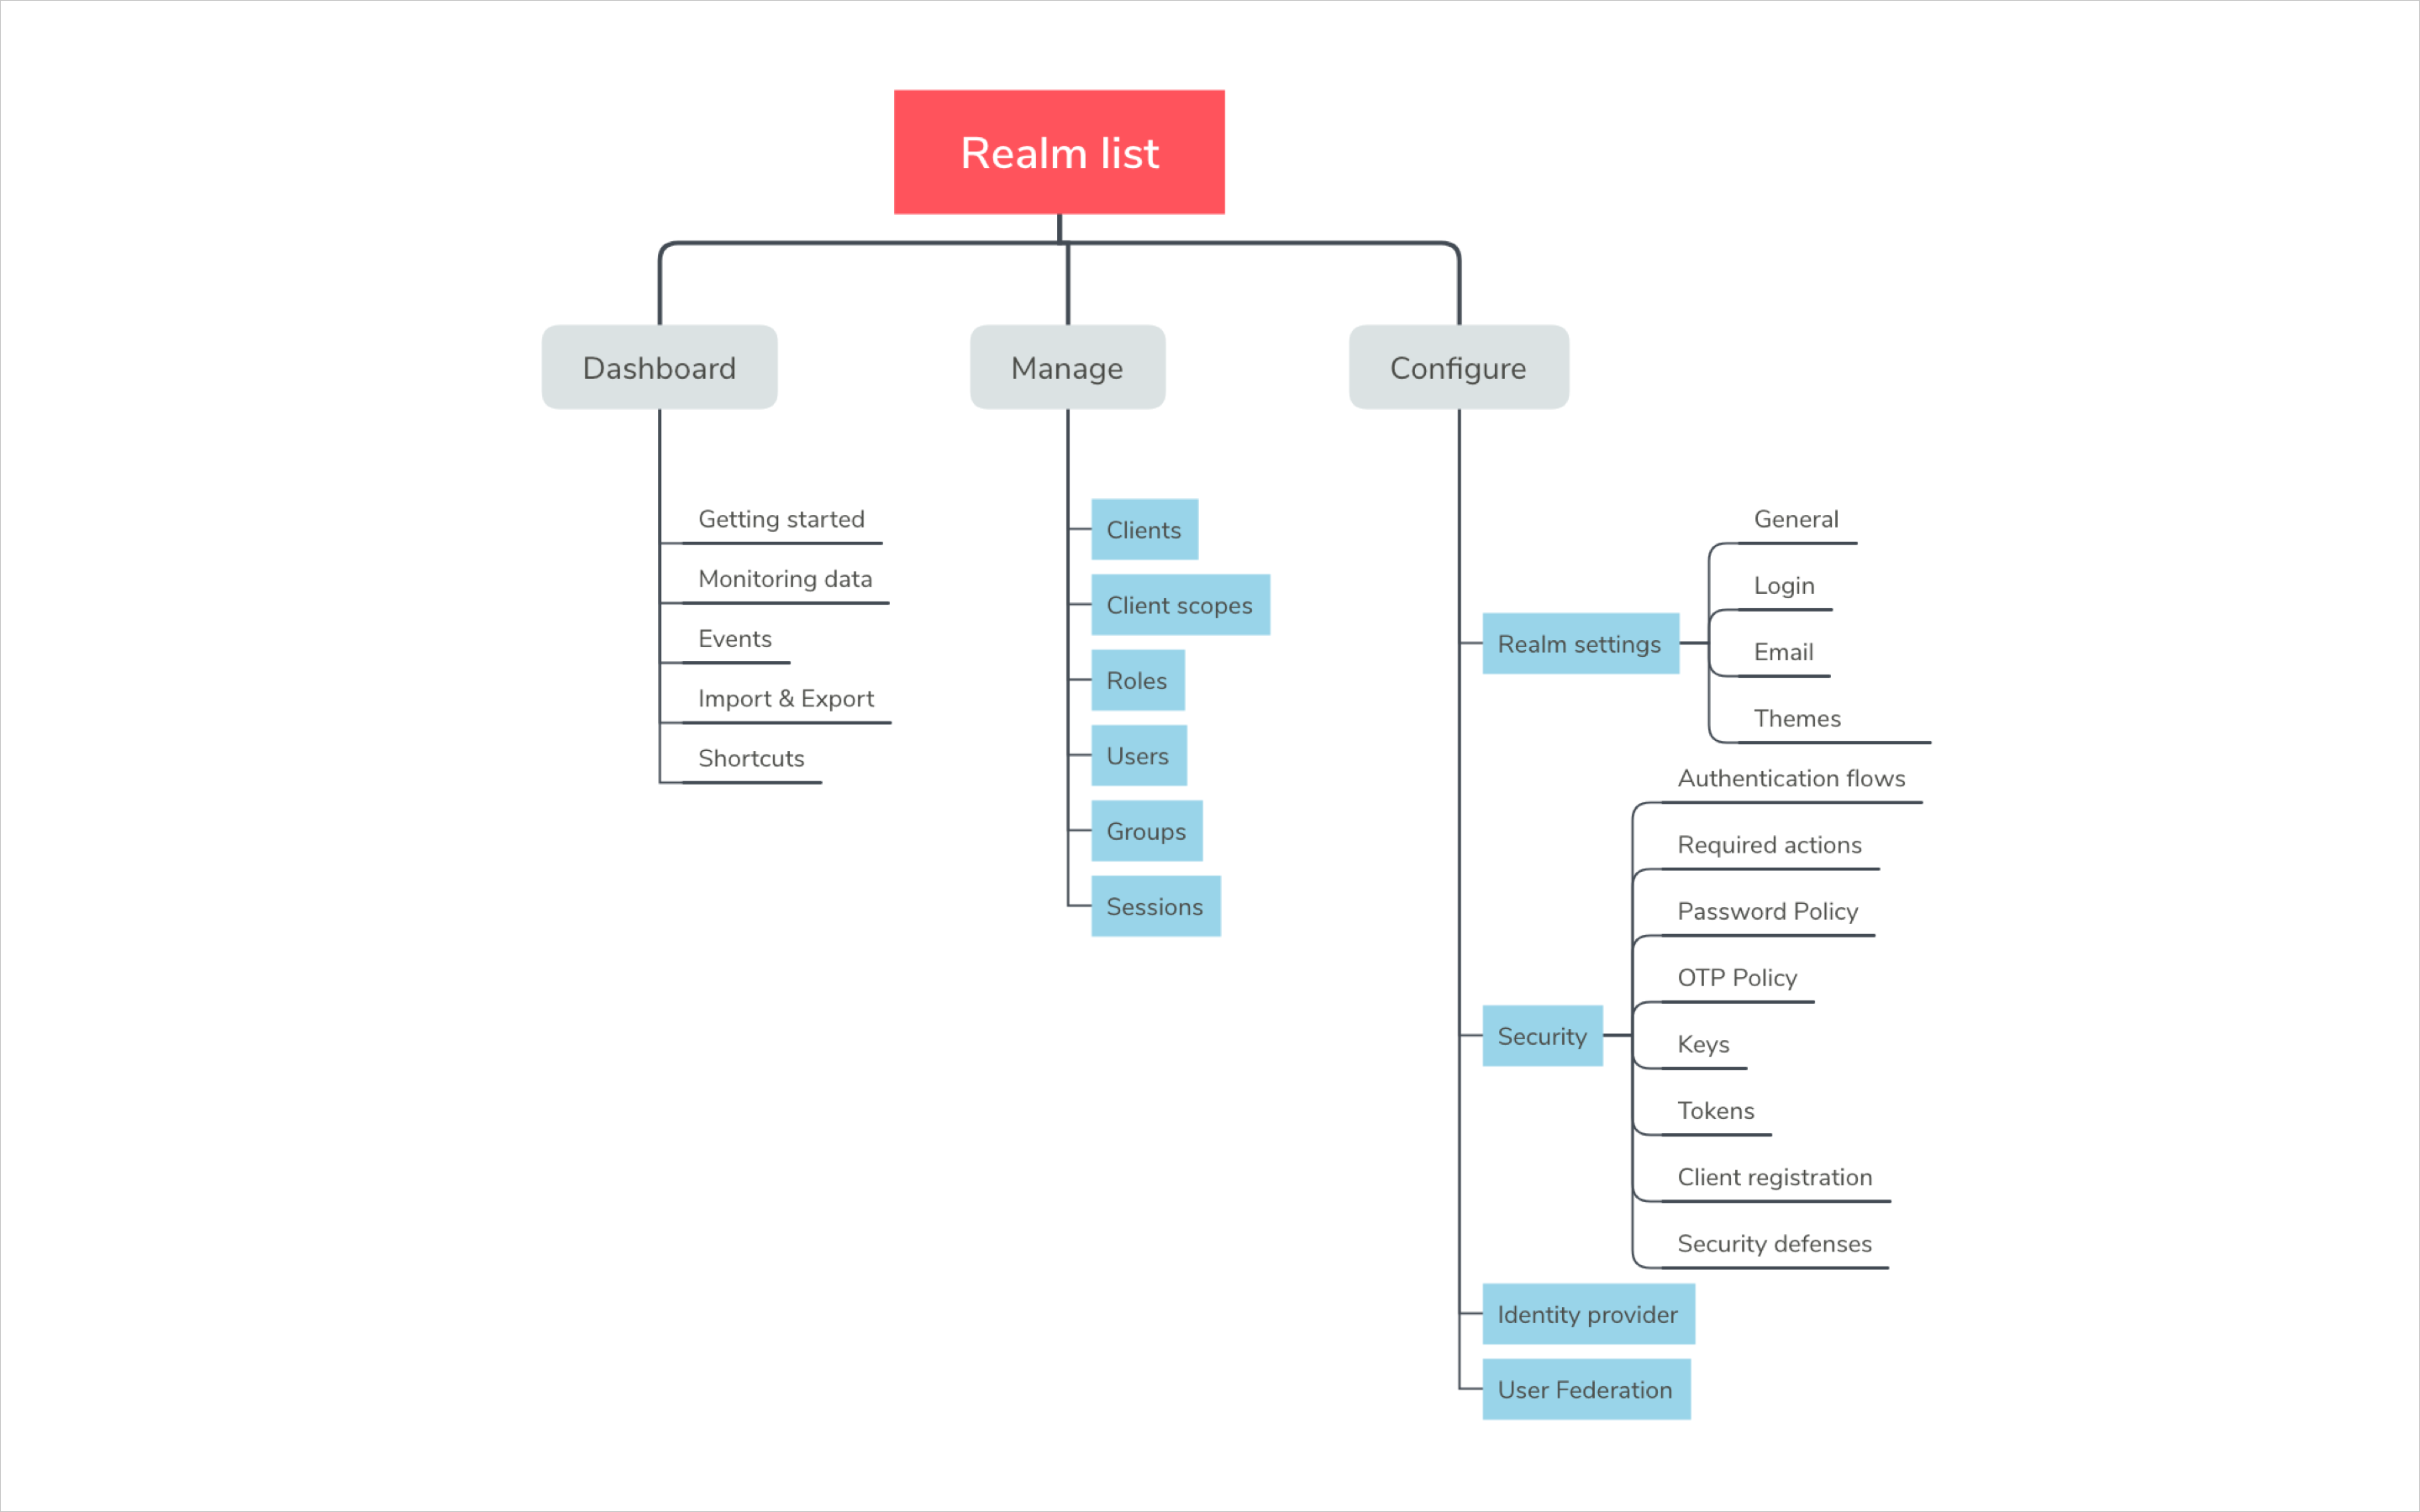 Realm list
Dashboard
Manage
Configure
Getting started
Monitoring data
Events
Import & Export
Shortcuts
Clients
Client scopes
Roles
Users
Groups
Sessions
Realm settings
General
Login
Email
Themes
Security
Authentication flows
Required actions
Password Policy
OTP Policy
Keys
Tokens
Client registration
Security defenses
Identity provider
User Federation